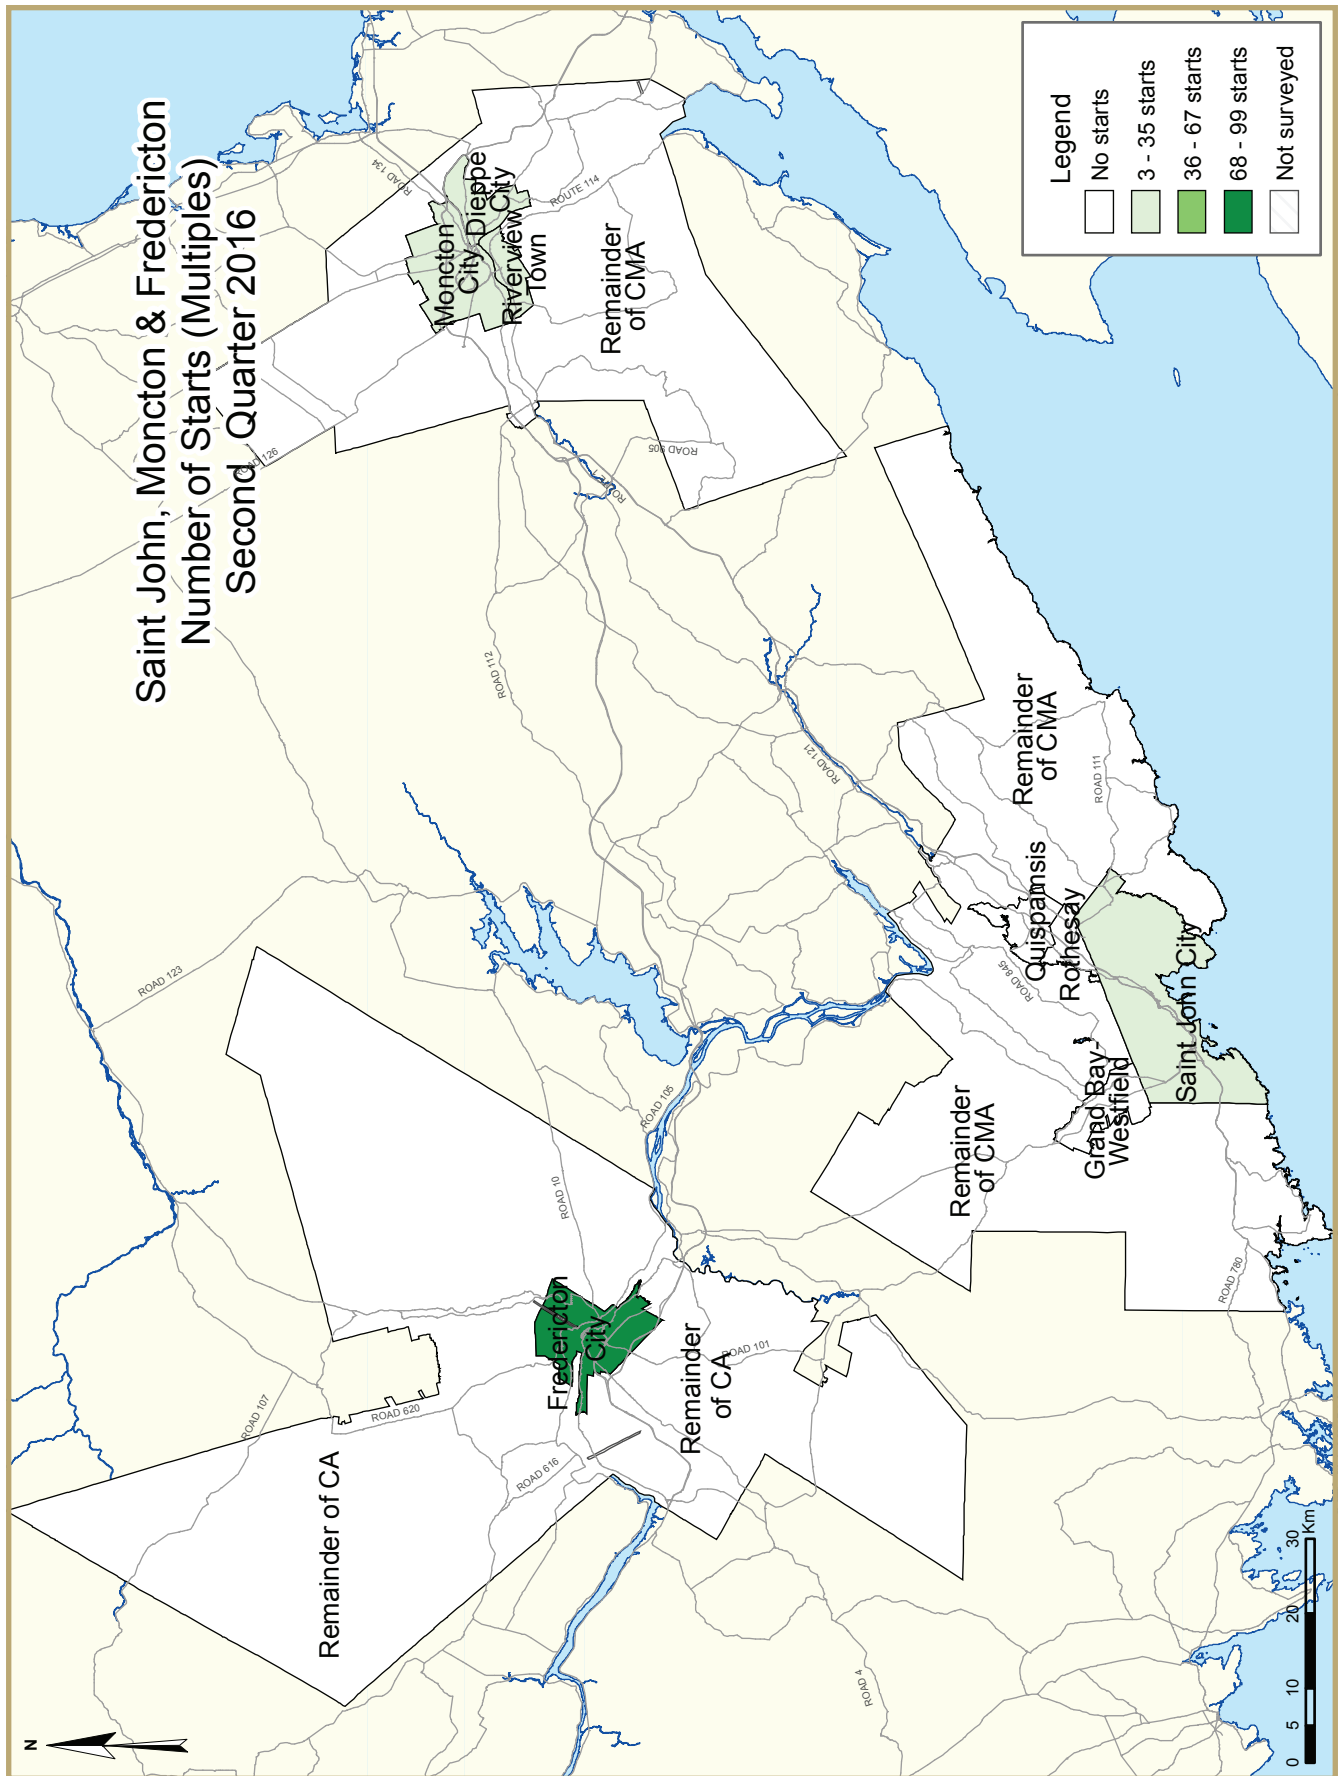 Saint John, Moncton & Fredericton
Number of Starts (Multiples)
Second Quarter 2016
N
Remainder of CA
ROAD 107
ROAD 620
ROAD 616
Fredericton
City
Remainder
of CA
ROAD 101
ROAD 10
ROAD 105
ROAD 123
ROAD 4
ROAD 126
ROAD 134
ROAD 112
Moncton
City
Dieppe
City
Riverview
Town
ROUTE 114
Remainder
of CMA
ROAD 905
ROUTE 1
ROAD 121
Remainder
of CMA
ROAD 111
Quispamsis
Rothesay
ROAD 845
Saint John City
Grand Bay-
Westfield
Remainder
of CMA
ROAD 780
Legend
No starts
3 - 35 starts
36 - 67 starts
68 - 99 starts
Not surveyed
0 5 10 20 30
Km